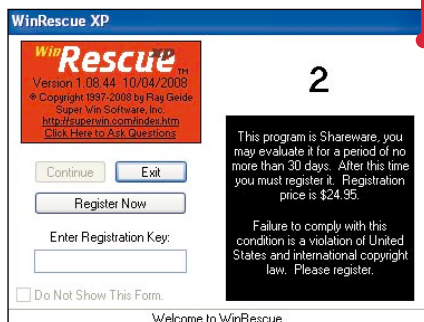 WinRescue XP
Win
Rescue XP TM
Version 1.08.44 10/04/2008
© Copyright 1997-2008 by Ray Geide
Super Win Software, Inc.
http://superwin.com/index.htm
Click Here to Ask Questions
2
Continue
Exit
Register Now
Enter Registration Key:
Do Not Show This Form.
This program is Shareware, you
may evaluate it for a period of no
more than 30 days. After this time
you must register it. Registration
price is $24.95.
Failure to comply with this
condition is a violation of United
States and international copyright
law. Please register.
Welcome to WinRescue